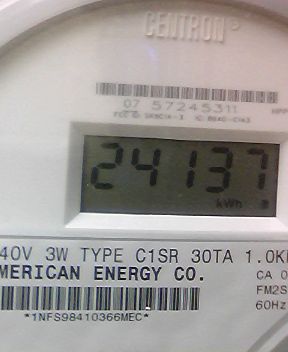 CENTRON®
07 57245311
24137
kWh
40V 3W TYPE C1SR 30TA 1.0K
MERICAN ENERGY CO.
CA 0
FM2S
60Hz
*1NFS98410366MEC*